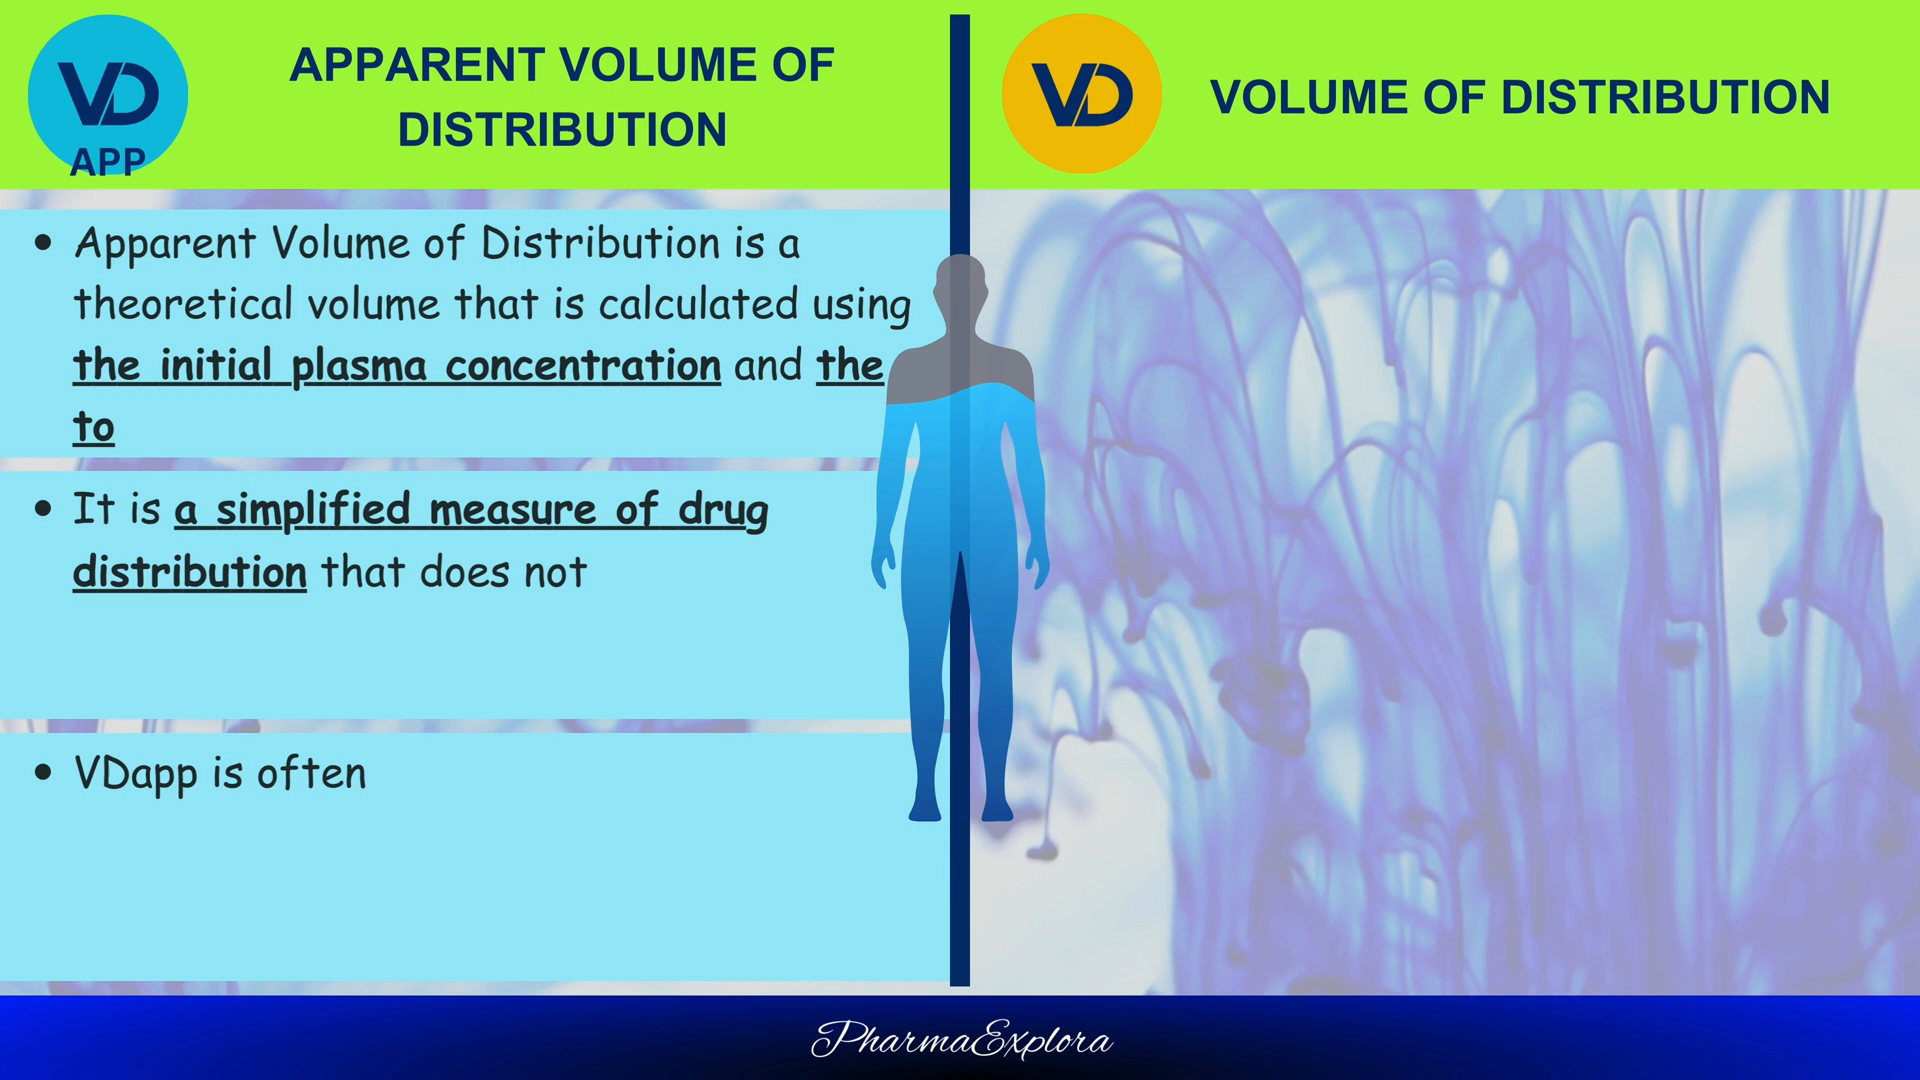 VD
APP
APPARENT VOLUME OF
DISTRIBUTION
VD
VOLUME OF DISTRIBUTION
• Apparent Volume of Distribution is a
theoretical volume that is calculated using
the initial plasma concentration and the
to
• It is a simplified measure of drug
distribution that does not
• VDapp is often
PharmaExplora